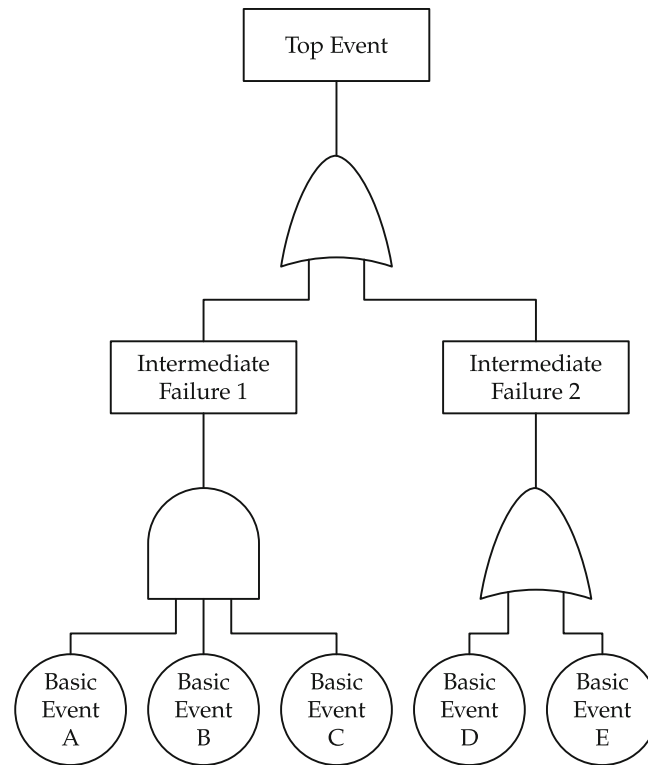 Top Event
Intermediate
Failure 1
Intermediate
Failure 2
Basic
Event
A
Basic
Event
B
Basic
Event
C
Basic
Event
D
Basic
Event
E